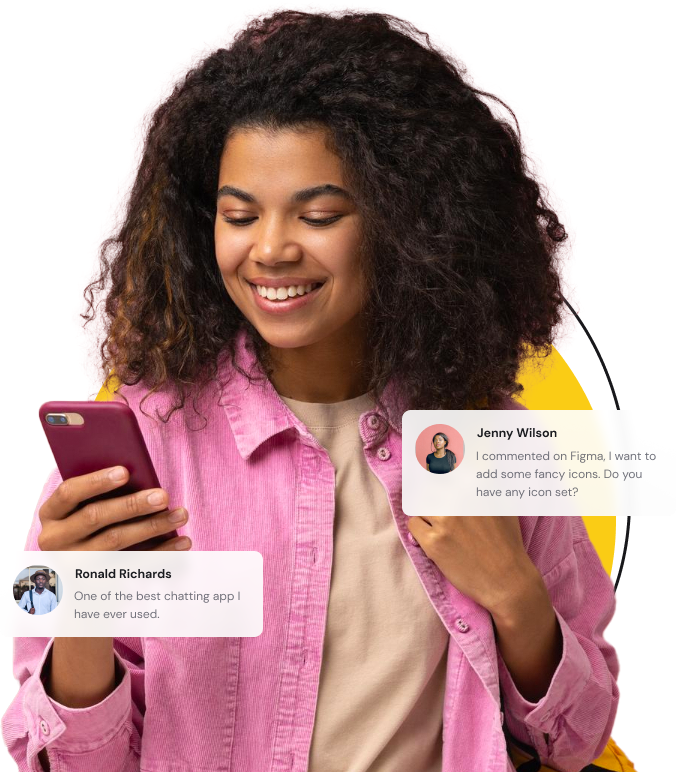 Jenny Wilson
I commented on Figma, I want to
add some fancy icons. Do you
have any icon set?
Ronald Richards
One of the best chatting app I
have ever used.